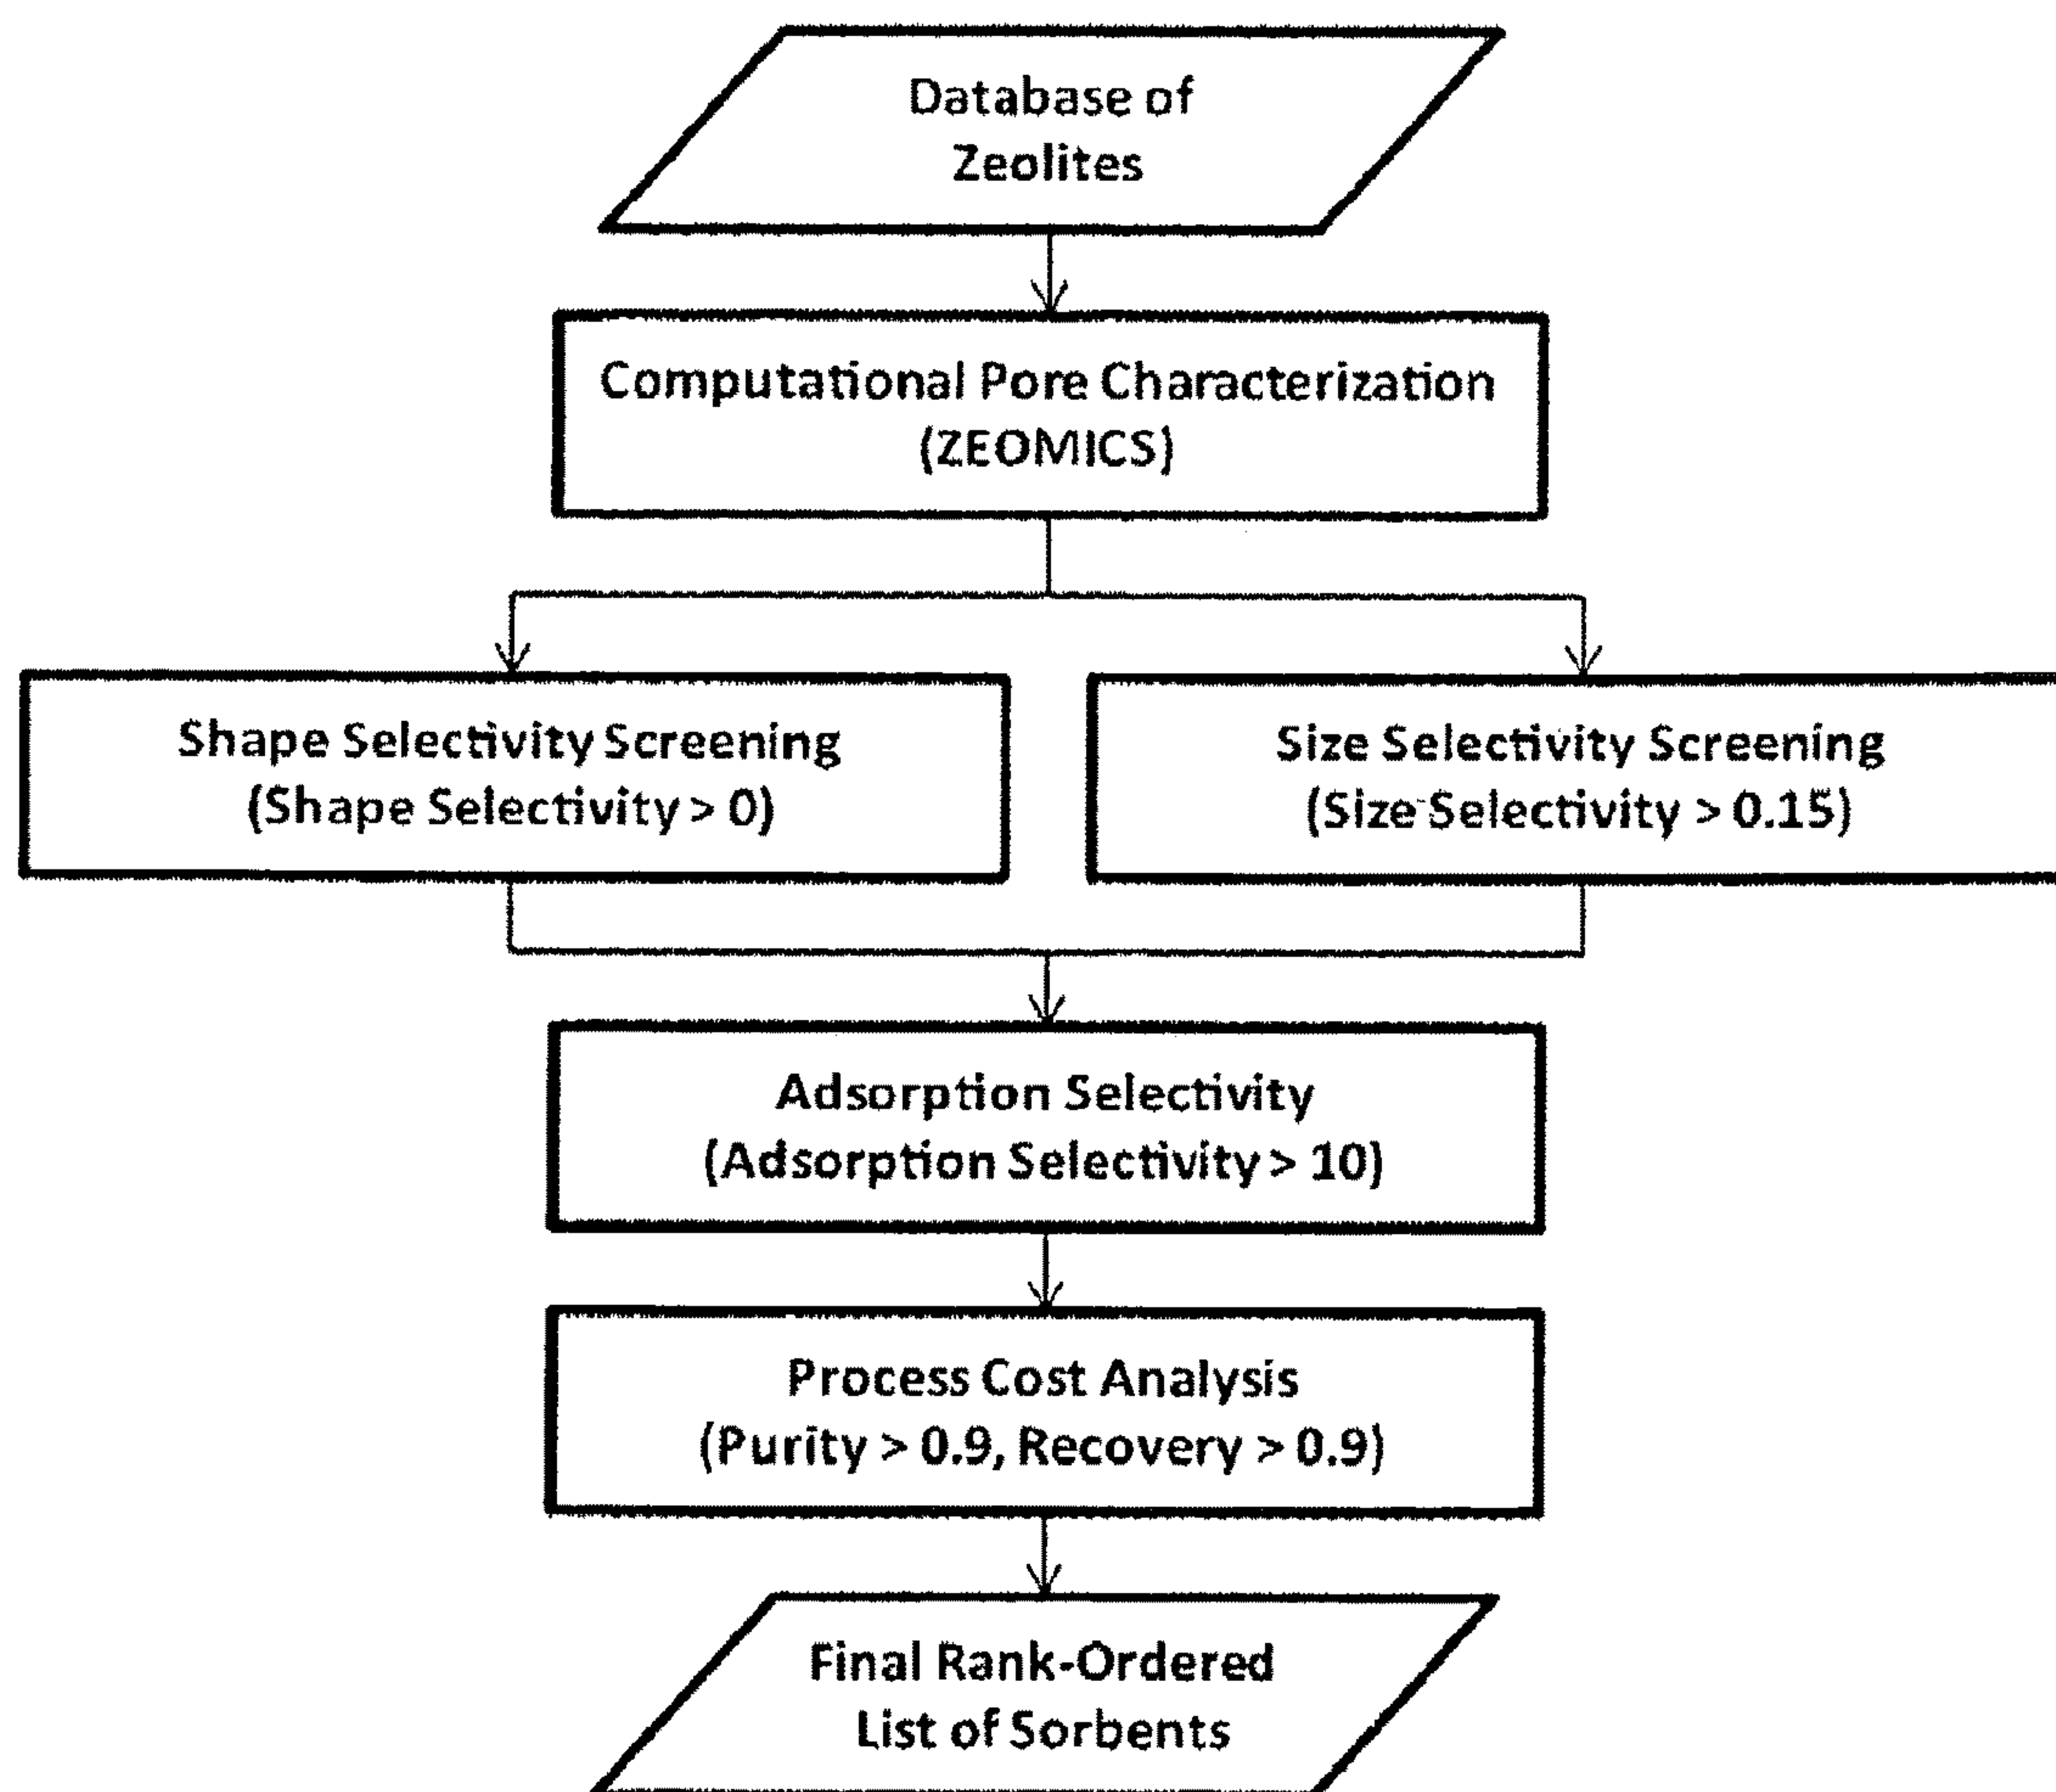 Database of
Zeolites
Computational Pore Characterization
(ZEOMICS)
Shape Selectivity Screening
(Shape Selectivity > 0)
Size Selectivity Screening
(Size Selectivity > 0.15)
Adsorption Selectivity
(Adsorption Selectivity > 10)
Process Cost Analysis
(Purity > 0.9, Recovery > 0.9)
Final Rank-Ordered
List of Sorbents